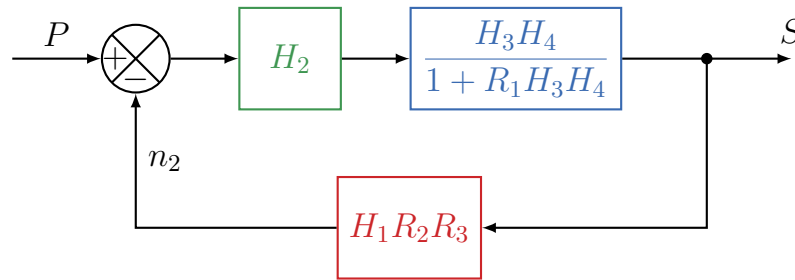 P
S
+
−
H₂
H₃H₄
1 + R₁H₃H₄
n₂
H₁R₂R₃